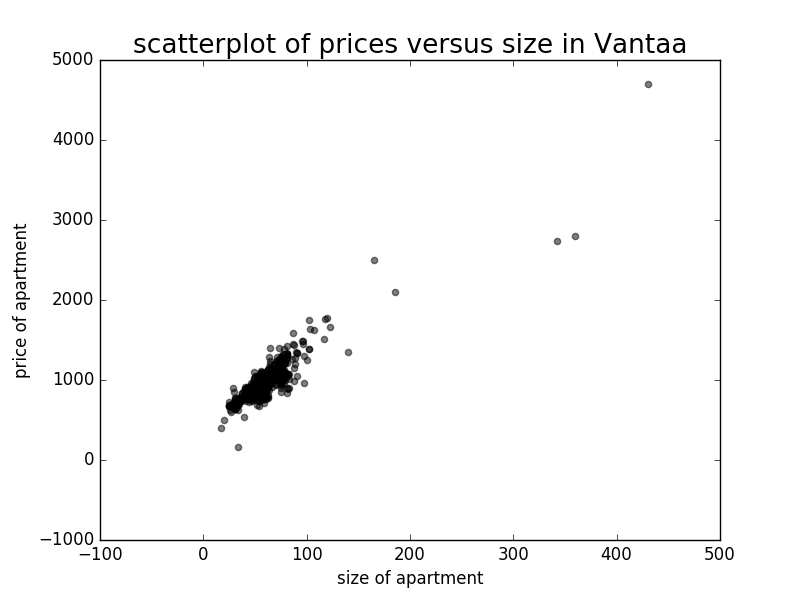 scatterplot of prices versus size in Vantaa
5000
4000
3000
2000
1000
0
−1000
−100 0 100 200 300 400 500
price of apartment
size of apartment